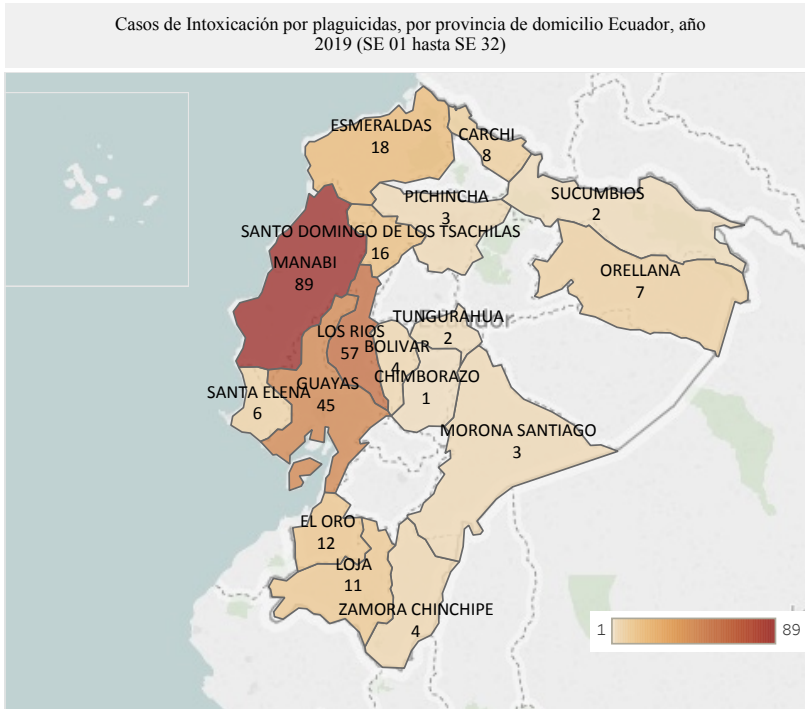 Casos de Intoxicación por plaguicidas, por provincia de domicilio Ecuador, año
2019 (SE 01 hasta SE 32)
ESMERALDAS
18
CARCHI
8
PICHINCHA
3
SUCUMBIOS
2
SANTO DOMINGO DE LOS TSACHILAS
16
MANABI
89
ORELLANA
7
TUNGURAHUA
2
Ecuador
LOS RIOS
57
BOLIVAR
4
CHIMBORAZO
1
SANTA ELENA
6
GUAYAS
45
MORONA SANTIAGO
3
EL ORO
12
LOJA
11
ZAMORA CHINCHIPE
4
1
89